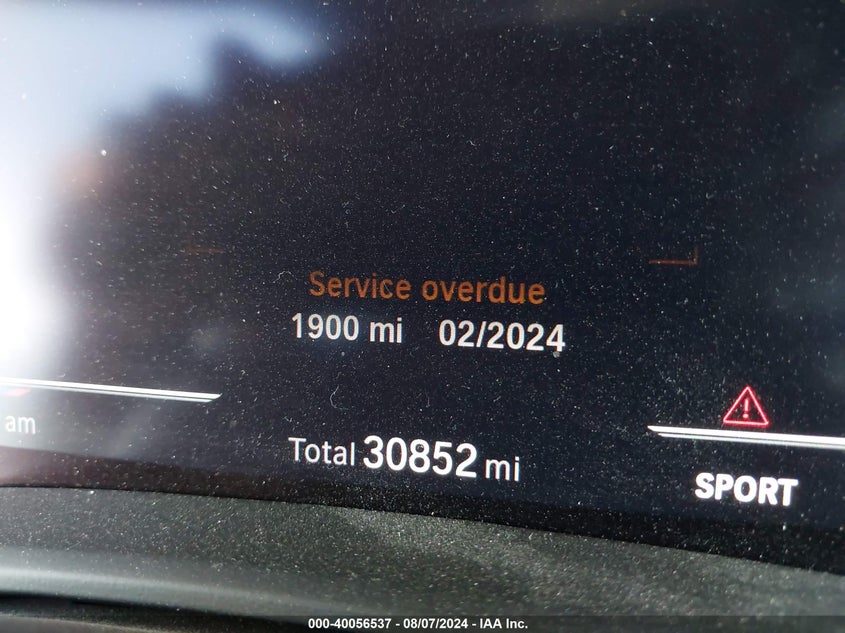 Service overdue
1900 mi 02/2024
am
Total 30852 mi
SPORT
000-40056537 - 08/07/2024 - IAA Inc.